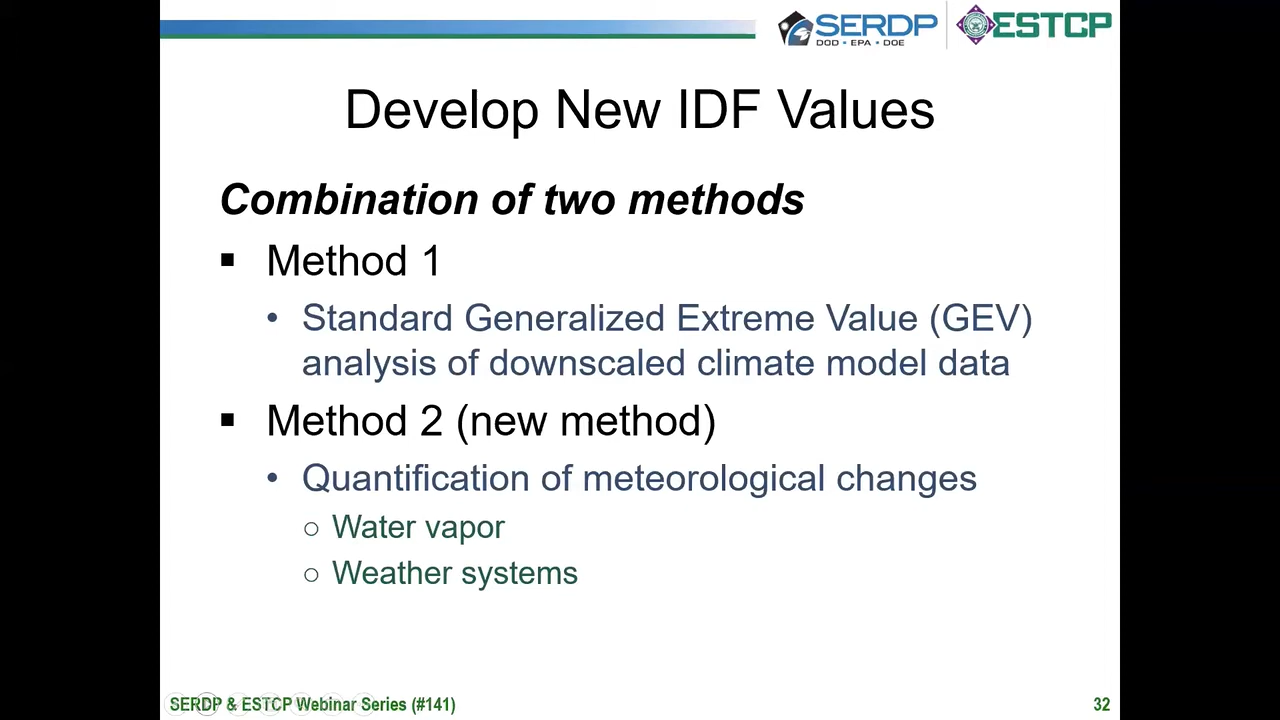 SERDP ESTCP
DOD • EPA • DOE
Develop New IDF Values
Combination of two methods
▪ Method 1
• Standard Generalized Extreme Value (GEV)
analysis of downscaled climate model data
▪ Method 2 (new method)
• Quantification of meteorological changes
○ Water vapor
○ Weather systems
SERDP & ESTCP Webinar Series (#141) 32